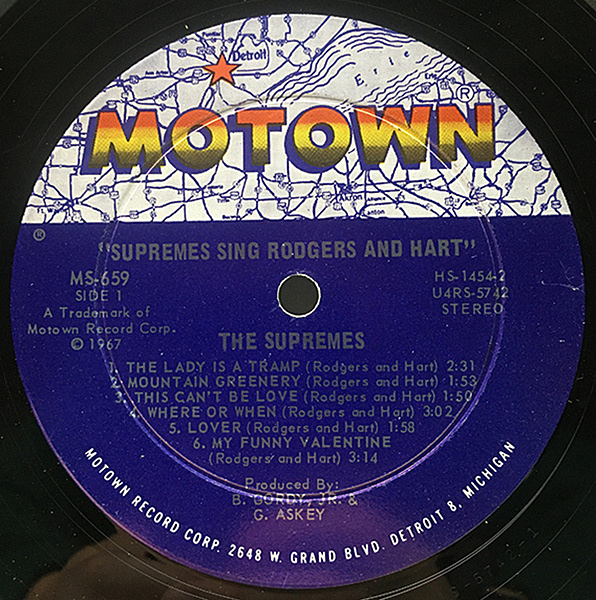 Detroit
Erie
MOTOWN®
Akron
Canton
®
"SUPREMES SING RODGERS AND HART"
MS-659
SIDE 1
HS-1454-2
U4RS-5742
STEREO
A Trademark of
Motown Record Corp.
© 1967
THE SUPREMES
1. THE LADY IS A TRAMP (Rodgers and Hart) 2:31
2. MOUNTAIN GREENERY (Rodgers and Hart) 1:53
3. THIS CAN'T BE LOVE (Rodgers and Hart) 1:50
4. WHERE OR WHEN (Rodgers and Hart) 3:02
5. LOVER (Rodgers and Hart) 1:58
6. MY FUNNY VALENTINE
(Rodgers and Hart) 3:14
Produced By:
B. GORDY, JR. &
G. ASKEY
MOTOWN RECORD CORP. 2648 W. GRAND BLVD. DETROIT 8, MICHIGAN